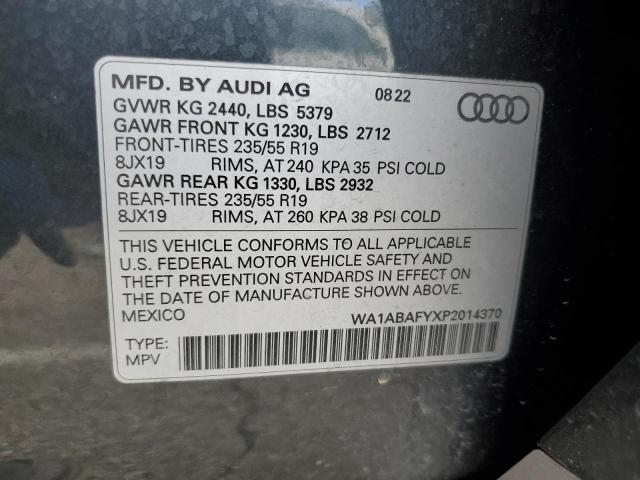 MFD. BY AUDI AG 08 22
GVWR KG 2440, LBS 5379
GAWR FRONT KG 1230, LBS 2712
FRONT-TIRES 235/55 R19
8JX19 RIMS, AT 240 KPA 35 PSI COLD
GAWR REAR KG 1330, LBS 2932
REAR-TIRES 235/55 R19
8JX19 RIMS, AT 260 KPA 38 PSI COLD
THIS VEHICLE CONFORMS TO ALL APPLICABLE
U.S. FEDERAL MOTOR VEHICLE SAFETY AND
THEFT PREVENTION STANDARDS IN EFFECT ON
THE DATE OF MANUFACTURE SHOWN ABOVE.
MEXICO WA1ABAFYXP2014370
TYPE:
MPV